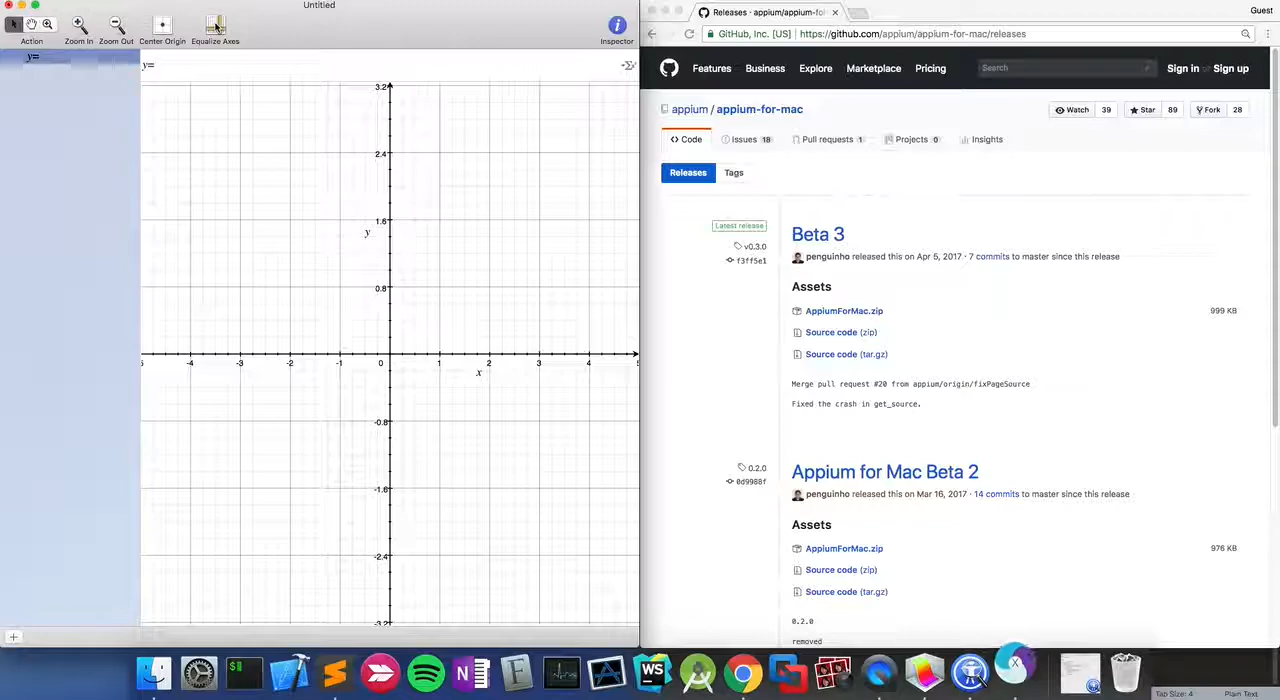 Untitled
Action
Zoom In
Zoom Out
Center Origin
Equalize Axes
Inspector
y=
y=
3.2
2.4
1.6
y
0.8
-4
-3
-2
-1
0
1
2
3
4
x
-0.8
-1.6
-2.4
-3.2
Releases · appium/appium-fo
Guest
GitHub, Inc. [US] | https://github.com/appium/appium-for-mac/releases
Features Business Explore Marketplace Pricing
Search
Sign in or Sign up
appium / appium-for-mac
Watch 39
Star 89
Fork 28
Code
Issues 18
Pull requests 1
Projects 0
Insights
Releases
Tags
Latest release
v0.3.0
f3ff5e1
Beta 3
penguinho released this on Apr 5, 2017 · 7 commits to master since this release
Assets
AppiumForMac.zip 999 KB
Source code (zip)
Source code (tar.gz)
Merge pull request #20 from appium/origin/fixPageSource
Fixed the crash in get_source.
0.2.0
0d9988f
Appium for Mac Beta 2
penguinho released this on Mar 16, 2017 · 14 commits to master since this release
Assets
AppiumForMac.zip 976 KB
Source code (zip)
Source code (tar.gz)
0.2.0
removed
WS
Tab Size: 4 Plain Text